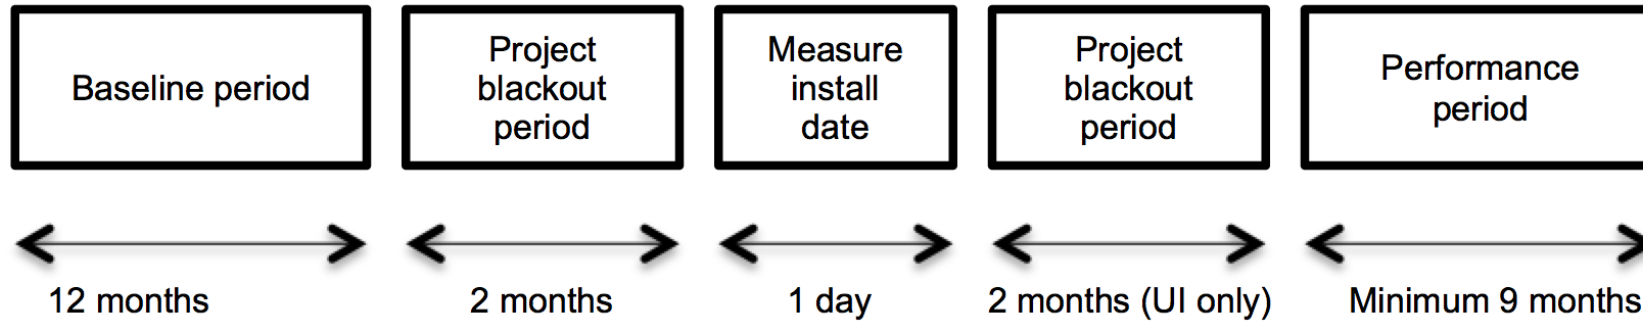 Baseline period
Project
blackout
period
Measure
install
date
Project
blackout
period
Performance
period
12 months
2 months
1 day
2 months (UI only)
Minimum 9 months